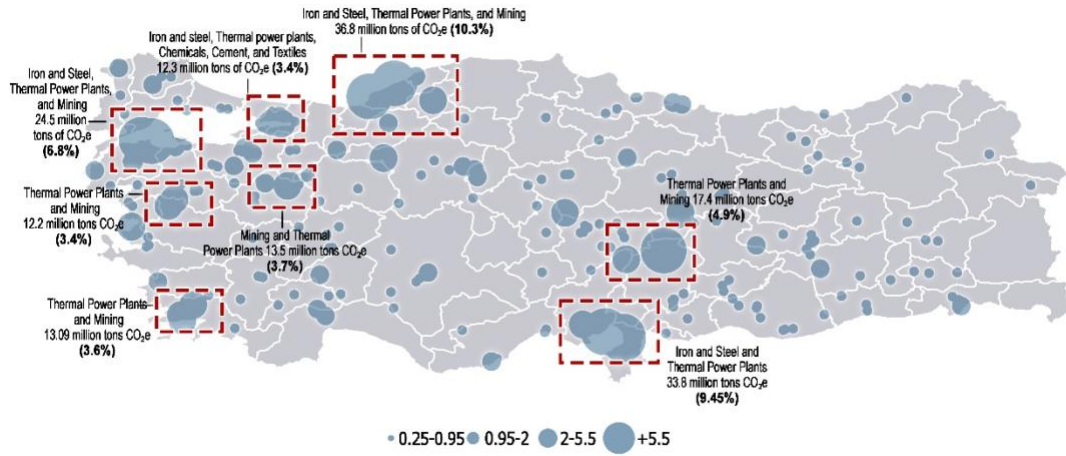 Iron and Steel, Thermal Power Plants, and Mining
36.8 million tons of CO₂e (10.3%)
Iron and steel, Thermal power plants,
Chemicals, Cement, and Textiles
12.3 million tons of CO₂e (3.4%)
Iron and Steel,
Thermal Power Plants,
and Mining
24.5 million
tons of CO₂e
(6.8%)
Thermal Power Plants
and Mining
12.2 million tons CO₂e
(3.4%)
Mining and Thermal
Power Plants 13.5 million tons CO₂e
(3.7%)
Thermal Power Plants and
Mining 17.4 million tons CO₂e
(4.9%)
Thermal Power Plants
and Mining
13.09 million tons CO₂e
(3.6%)
Iron and Steel and
Thermal Power Plants
33.8 million tons CO₂e
(9.45%)
0.25-0.95 0.95-2 2-5.5 +5.5